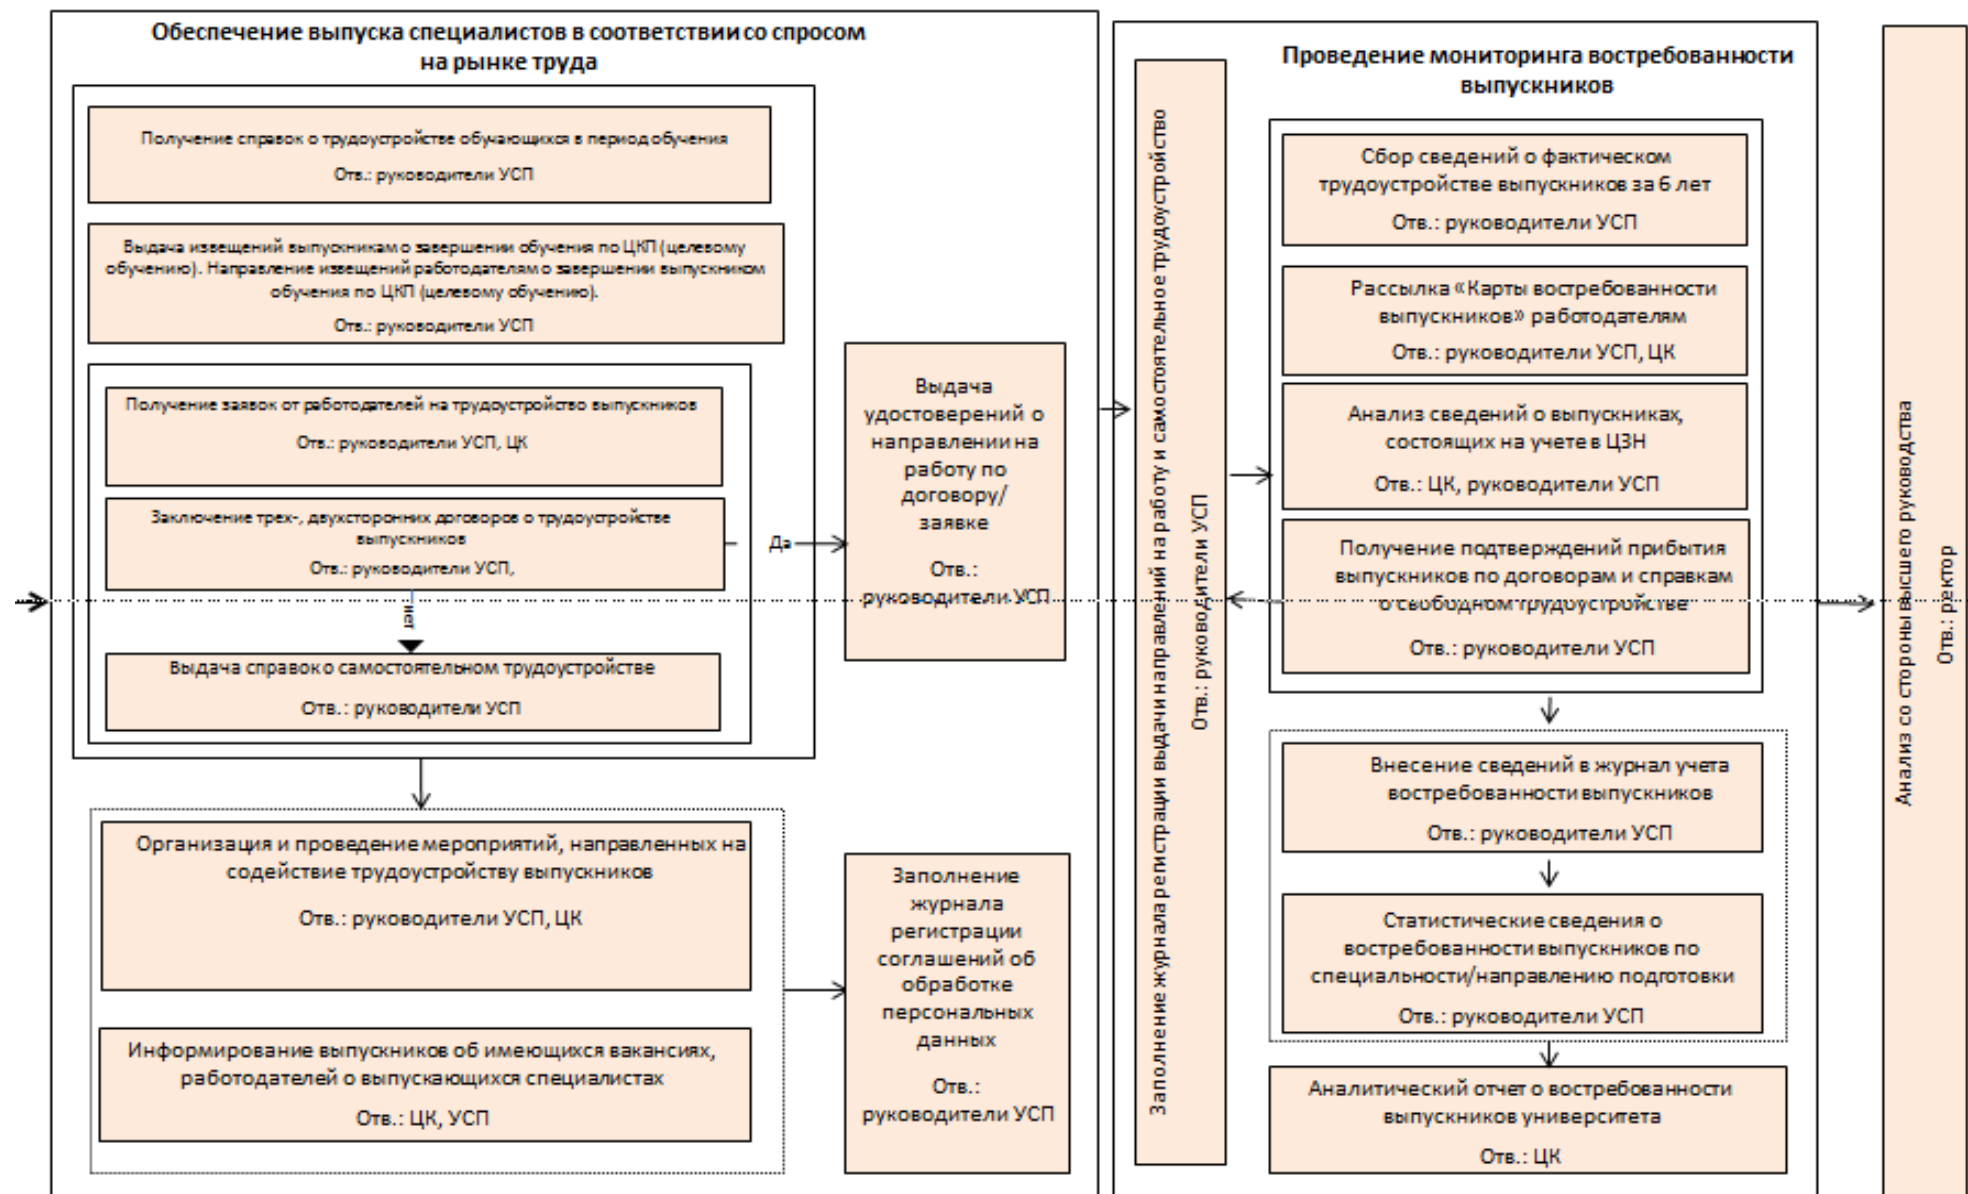 Обеспечение выпуска специалистов в соответствии со спросом
на рынке труда
Получение справок о трудоустройстве обучающихся в период обучения
Отв.: руководители УСП
Выдача извещений выпускникам о завершении обучения по ЦКП (целевому
обучению). Направление извещений работодателям о завершении выпускником
обучения по ЦКП (целевому обучению).
Отв.: руководители УСП
Получение заявок от работодателей на трудоустройство выпускников
Отв.: руководители УСП, ЦК
Заключение трех-, двухсторонних договоров о трудоустройстве
выпускников
Отв.: руководители УСП,
Да
нет
Выдача справок о самостоятельном трудоустройстве
Отв.: руководители УСП
Выдача
удостоверений о
направлении на
работу по
договору/
заявке
Отв.:
руководители УСП
Организация и проведение мероприятий, направленных на
содействие трудоустройству выпускников
Отв.: руководители УСП, ЦК
Информирование выпускников об имеющихся вакансиях,
работодателей о выпускающихся специалистах
Отв.: ЦК, УСП
Заполнение
журнала
регистрации
соглашений об
обработке
персональных
данных
Отв.:
руководители УСП
Заполнение журнала регистрации выдачи направлений на работу и самостоятельное трудоустройство
Отв.: руководители УСП
Проведение мониторинга востребованности
выпускников
Сбор сведений о фактическом
трудоустройстве выпускников за 6 лет
Отв.: руководители УСП
Рассылка «Карты востребованности
выпускников» работодателям
Отв.: руководители УСП, ЦК
Анализ сведений о выпускниках,
состоящих на учете в ЦЗН
Отв.: ЦК, руководители УСП
Получение подтверждений прибытия
выпускников по договорам и справкам
о свободном трудоустройстве
Отв.: руководители УСП
Внесение сведений в журнал учета
востребованности выпускников
Отв.: руководители УСП
Статистические сведения о
востребованности выпускников по
специальности/направлению подготовки
Отв.: руководители УСП
Аналитический отчет о востребованности
выпускников университета
Отв.: ЦК
Анализ со стороны высшего руководства
Отв.: ректор